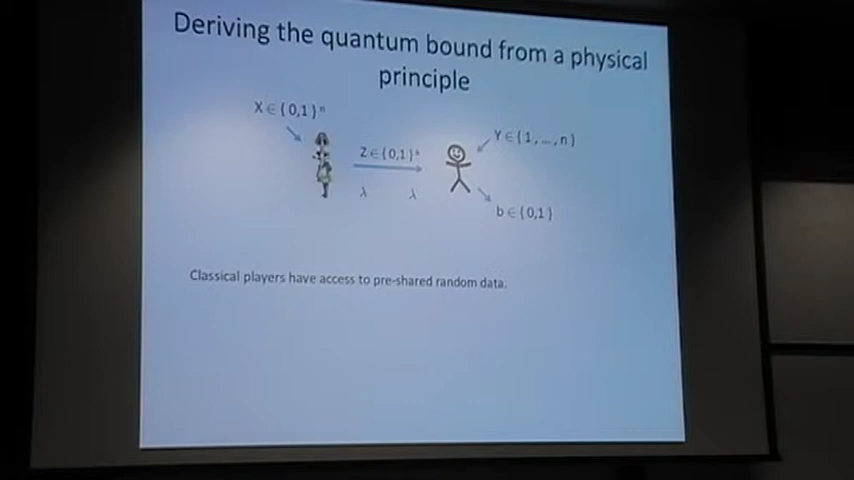 Deriving the quantum bound from a physical
principle
X ∈ {0,1}ⁿ
Y ∈ {1,...,n}
Z ∈ {0,1}
λ λ
b ∈ {0,1}
Classical players have access to pre-shared random data.